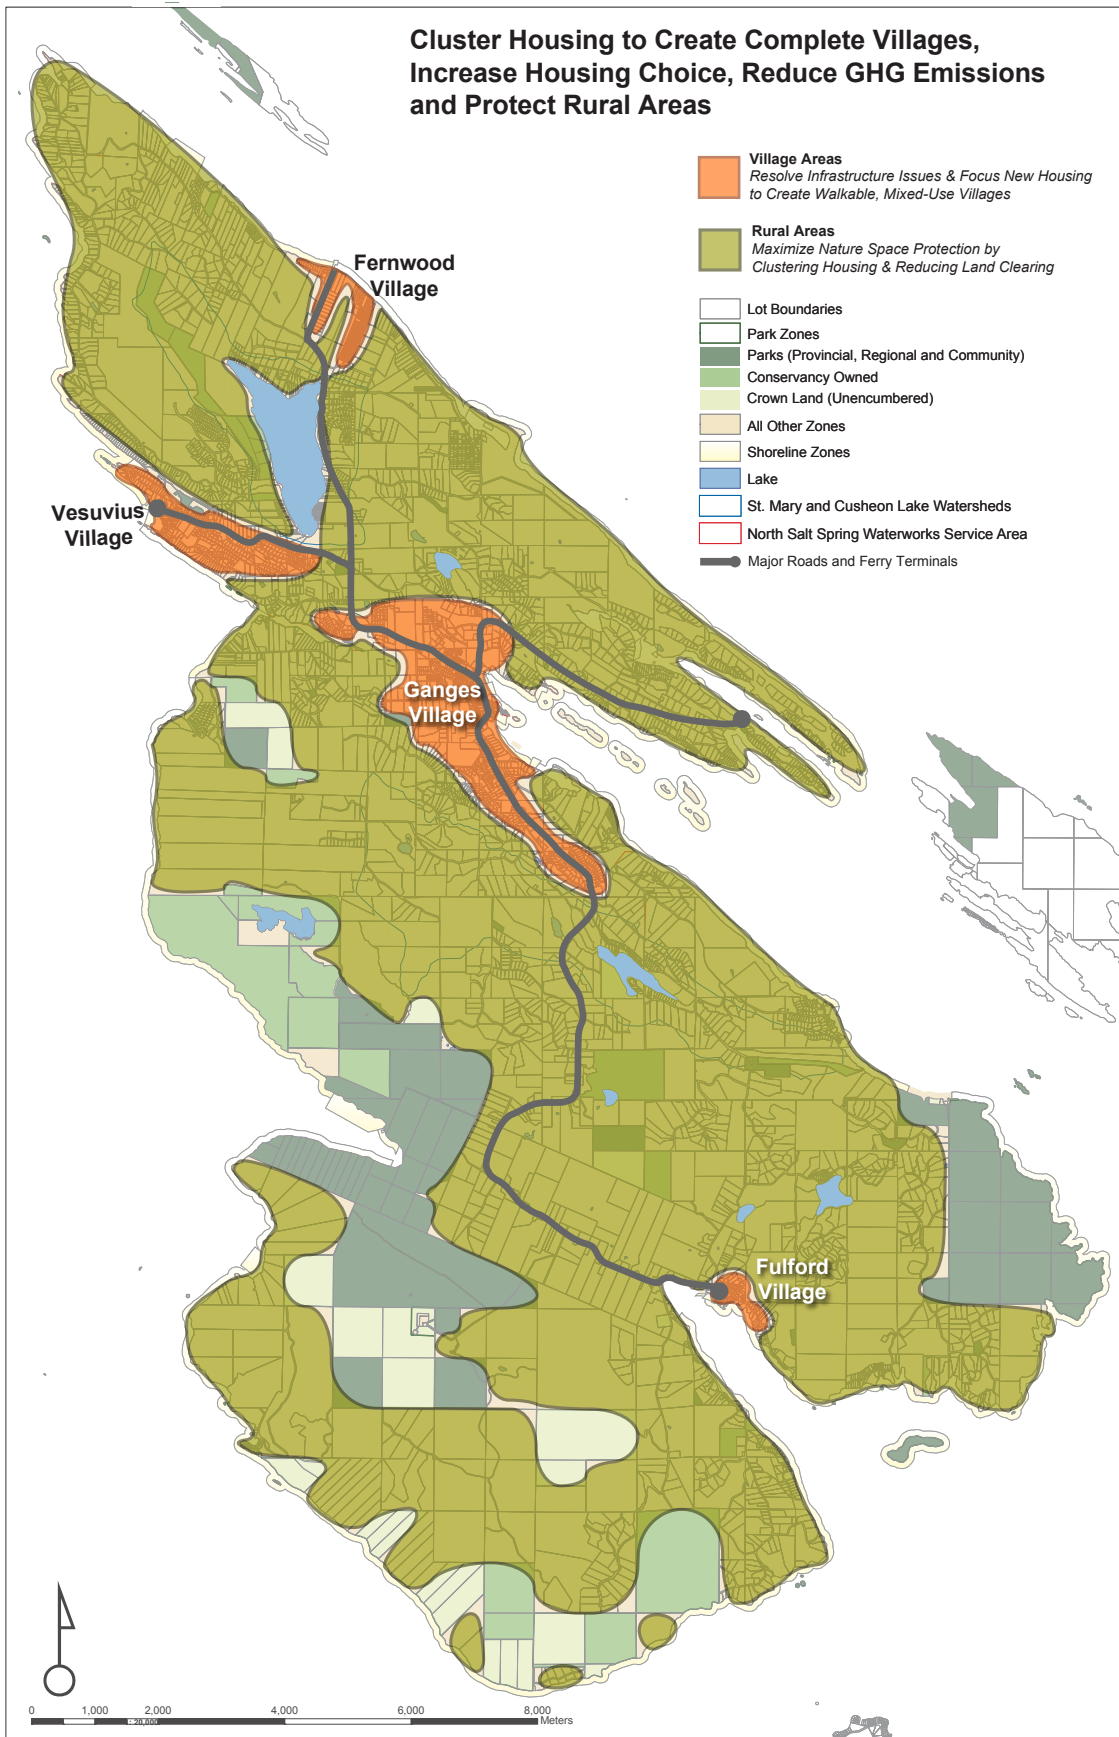 Cluster Housing to Create Complete Villages,
Increase Housing Choice, Reduce GHG Emissions
and Protect Rural Areas
Village Areas
Resolve Infrastructure Issues & Focus New Housing
to Create Walkable, Mixed-Use Villages
Rural Areas
Maximize Nature Space Protection by
Clustering Housing & Reducing Land Clearing
Lot Boundaries
Park Zones
Parks (Provincial, Regional and Community)
Conservancy Owned
Crown Land (Unencumbered)
All Other Zones
Shoreline Zones
Lake
St. Mary and Cusheon Lake Watersheds
North Salt Spring Waterworks Service Area
Major Roads and Ferry Terminals
Fernwood
Village
Vesuvius
Village
Ganges
Village
Fulford
Village
0 1,000 2,000 4,000 6,000 8,000
Meters